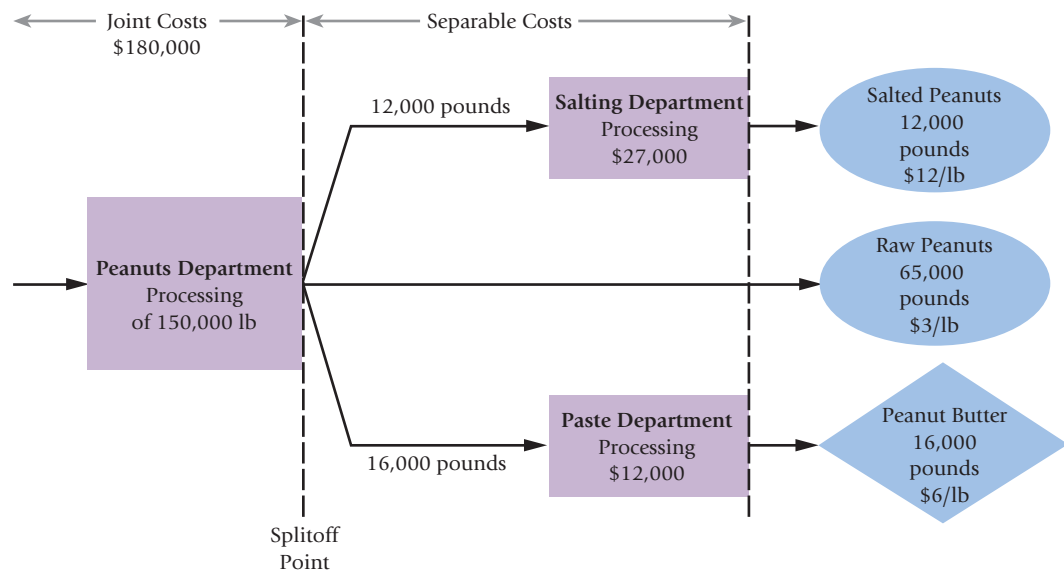 Joint Costs
$180,000
Separable Costs
12,000 pounds
Salting Department
Processing
$27,000
Salted Peanuts
12,000
pounds
$12/lb
Peanuts Department
Processing
of 150,000 lb
Raw Peanuts
65,000
pounds
$3/lb
16,000 pounds
Paste Department
Processing
$12,000
Peanut Butter
16,000
pounds
$6/lb
Splitoff
Point